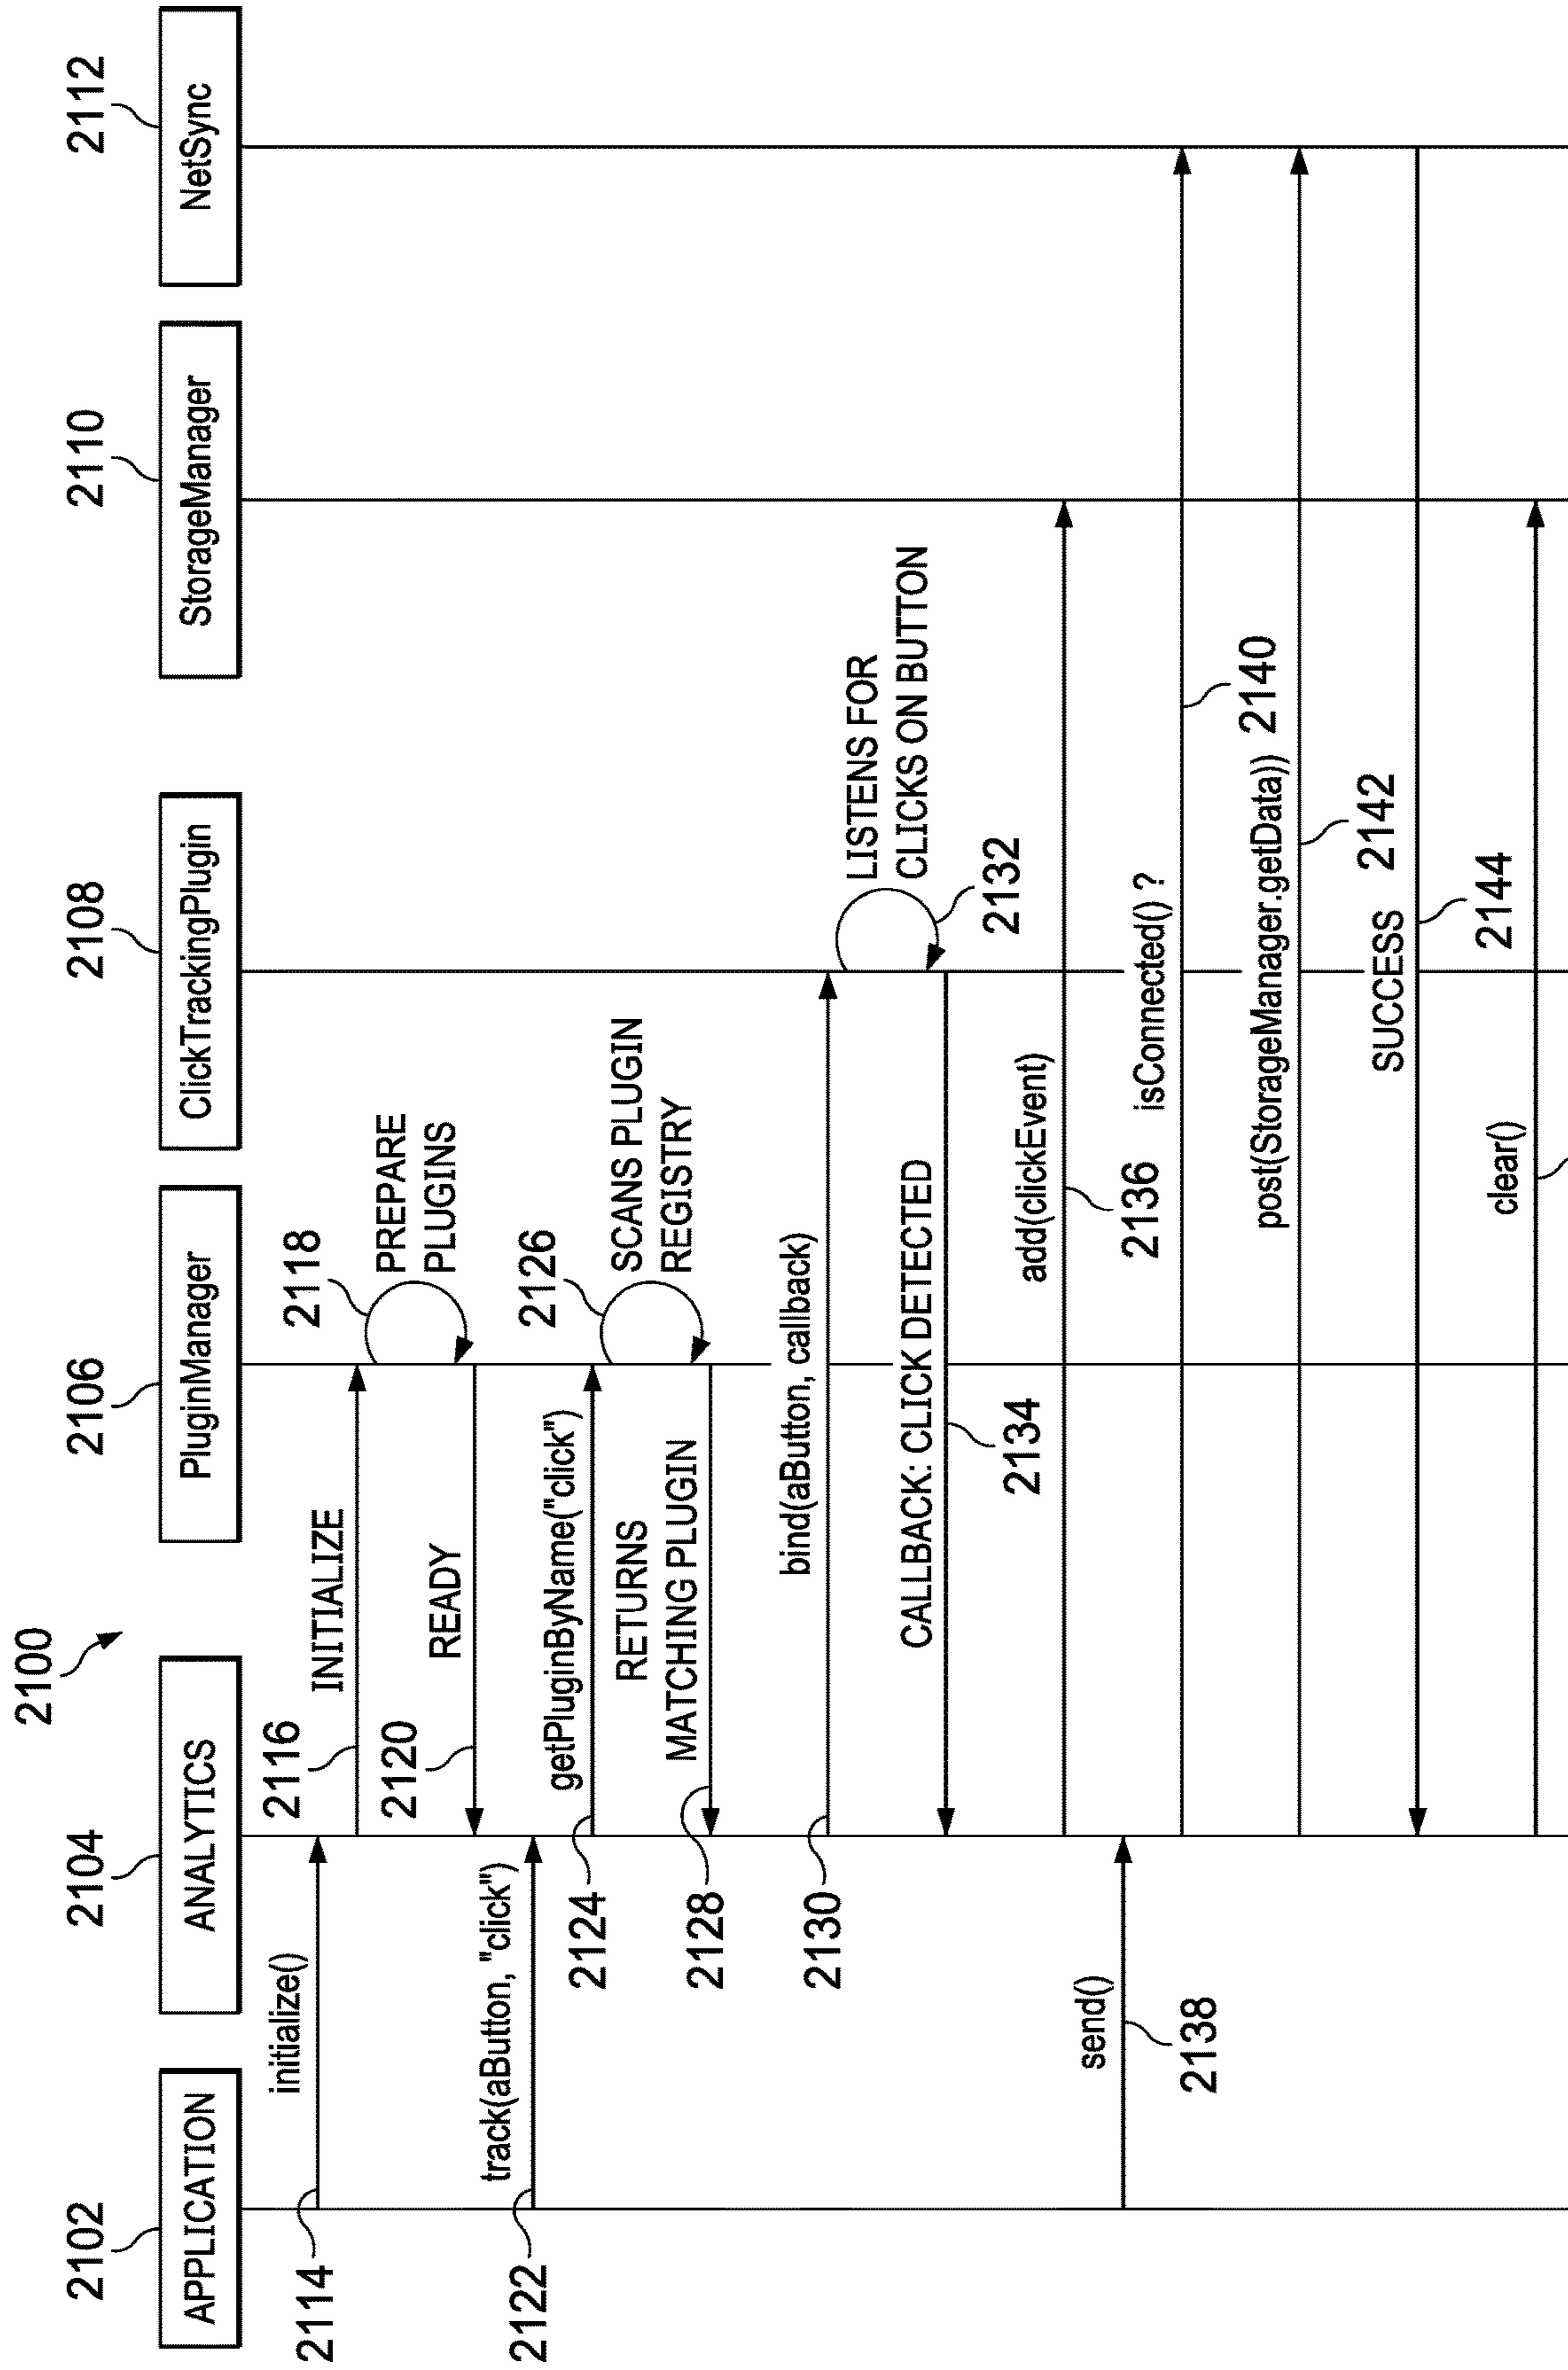 2100
2102
APPLICATION
2104
ANALYTICS
2106
PluginManager
2108
ClickTrackingPlugin
2110
StorageManager
2112
NetSync
2114
initialize()
2116
INITIALIZE
2118
PREPARE
PLUGINS
2120
READY
2122
track(aButton, "click")
2124
getPluginByName("click")
2126
SCANS PLUGIN
REGISTRY
2128
RETURNS
MATCHING PLUGIN
2130
bind(aButton, callback)
LISTENS FOR
CLICKS ON BUTTON
2132
CALLBACK: CLICK DETECTED
2134
add(clickEvent)
2136
send()
2138
isConnected() ?
2140
post(StorageManager.getData))
2142
SUCCESS
2144
clear()